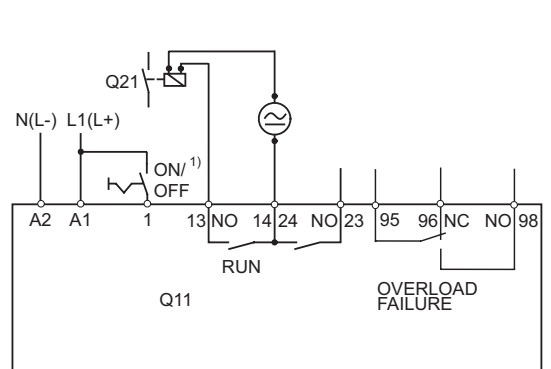 Q21
N(L-) L1(L+)
ON/ 1)
OFF
A2 A1 1 13 NO 14 24 NO 23 95 96 NC NO 98
RUN
OVERLOAD
FAILURE
Q11